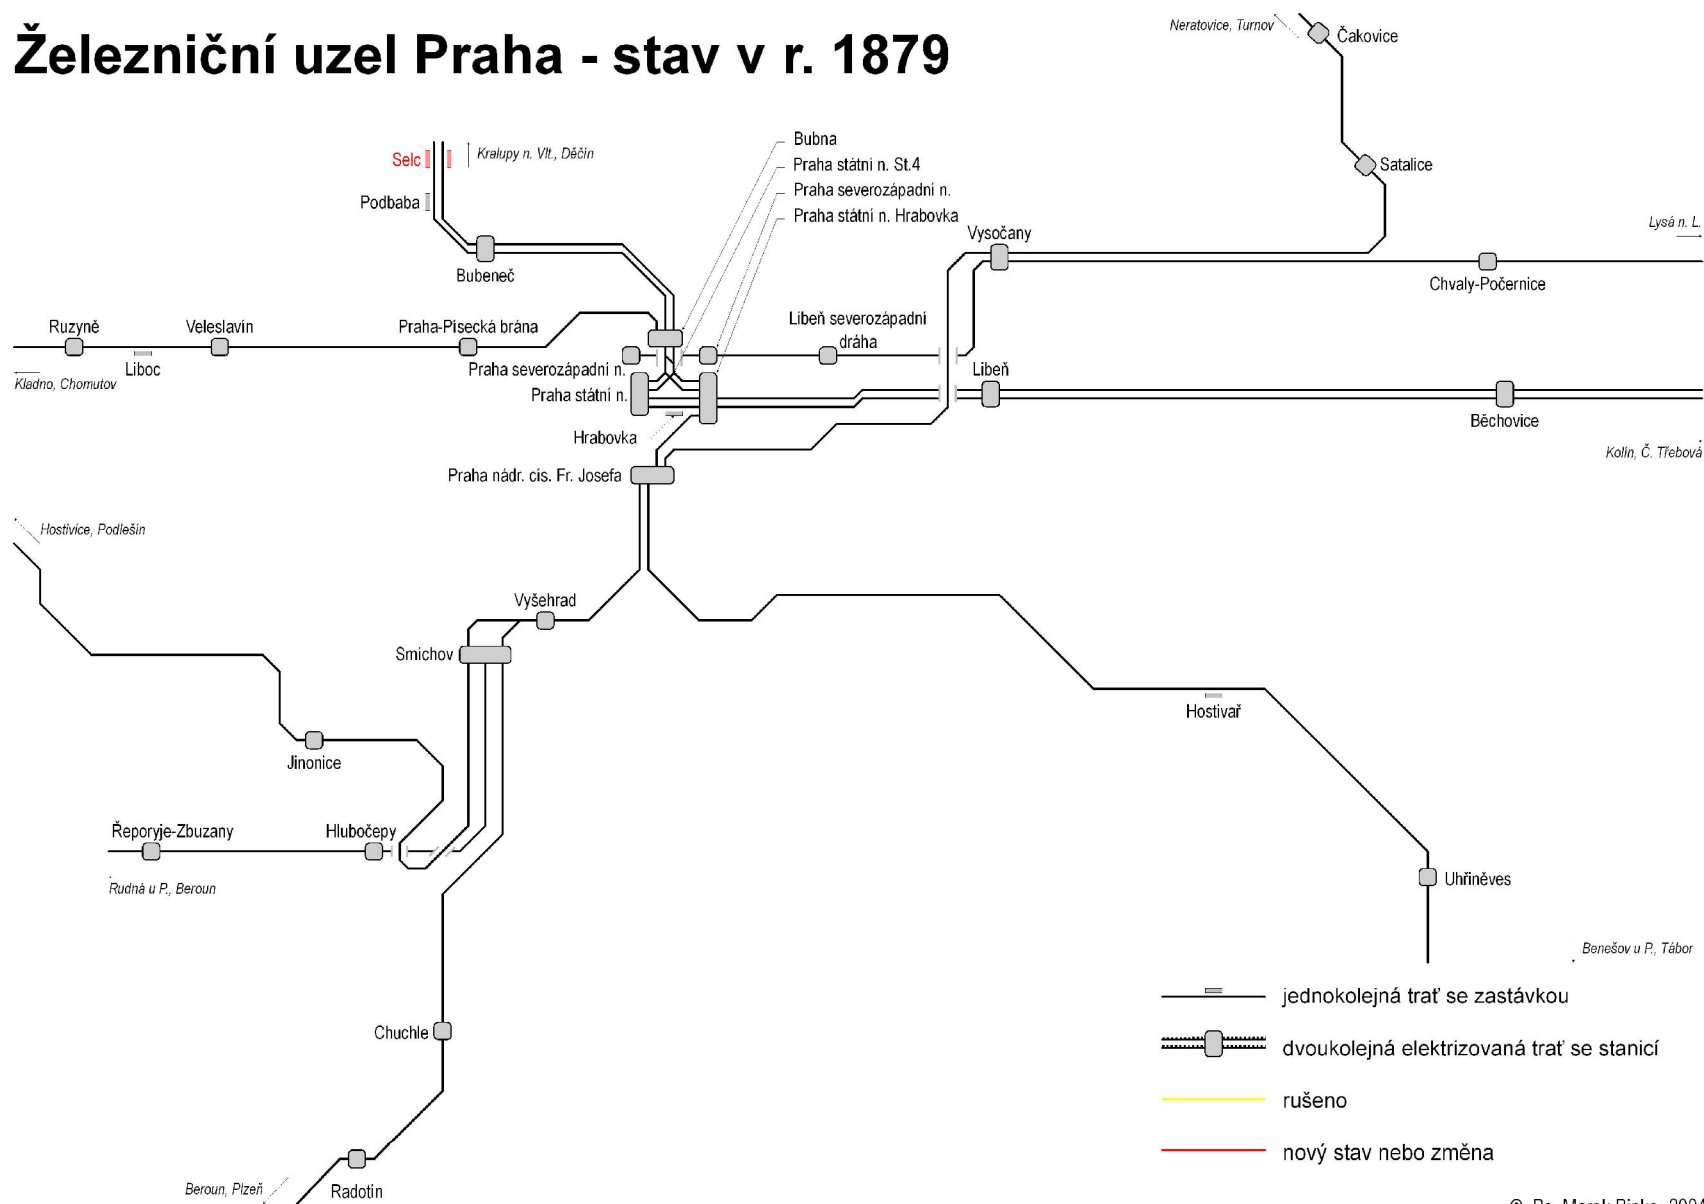 Železniční uzel Praha - stav v r. 1879
Neratovice, Turnov
Čakovice
Bubna
Selc
Kralupy n. Vlt., Děčín
Praha státní n. St.4
Satalice
Podbaba
Praha severozápadní n.
Praha státní n. Hrabovka
Lysá n. L.
Vysočany
Bubeneč
Chvaly-Počernice
Ruzyně
Veleslavín
Praha-Písecká brána
Libeň severozápadní
dráha
Liboc
Praha severozápadní n.
Libeň
Kladno, Chomutov
Praha státní n.
Běchovice
Hrabovka
Kolín, Č. Třebová
Praha nádr. cís. Fr. Josefa
Hostivice, Podlešín
Vyšehrad
Smíchov
Hostivař
Jinonice
Řeporyje-Zbuzany
Hlubočepy
Rudná u P., Beroun
Uhříněves
Benešov u P., Tábor
jednokolejná trať se zastávkou
Chuchle
dvoukolejná elektrizovaná trať se stanicí
rušeno
nový stav nebo změna
Beroun, Plzeň
Radotín